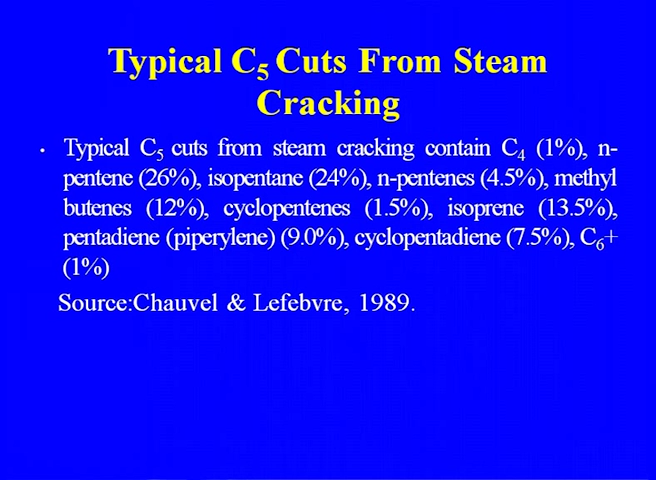 Typical C₅ Cuts From Steam
Cracking
• Typical C₅ cuts from steam cracking contain C₄ (1%), n-
pentene (26%), isopentane (24%), n-pentenes (4.5%), methyl
butenes (12%), cyclopentenes (1.5%), isoprene (13.5%),
pentadiene (piperylene) (9.0%), cyclopentadiene (7.5%), C₆+
(1%)
Source:Chauvel & Lefebvre, 1989.